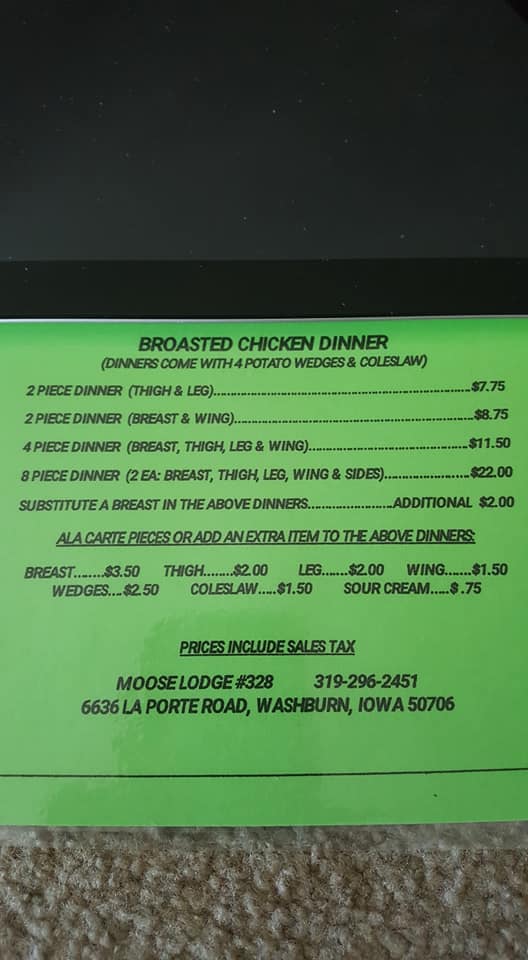 BROASTED CHICKEN DINNER
(DINNERS COME WITH 4 POTATO WEDGES & COLESLAW)
2 PIECE DINNER (THIGH & LEG)..............................................................................$7.75
2 PIECE DINNER (BREAST & WING).........................................................................$8.75
4 PIECE DINNER (BREAST, THIGH, LEG & WING)................................................$11.50
8 PIECE DINNER (2 EA: BREAST, THIGH, LEG, WING & SIDES)..........................$22.00
SUBSTITUTE A BREAST IN THE ABOVE DINNERS.........................ADDITIONAL $2.00
ALA CARTE PIECES OR ADD AN EXTRA ITEM TO THE ABOVE DINNERS:
BREAST........$3.50 THIGH.......$2.00 LEG......$2.00 WING.......$1.50
WEDGES....$2.50 COLESLAW.....$1.50 SOUR CREAM.....$ .75
PRICES INCLUDE SALES TAX
MOOSE LODGE #328 319-296-2451
6636 LA PORTE ROAD, WASHBURN, IOWA 50706